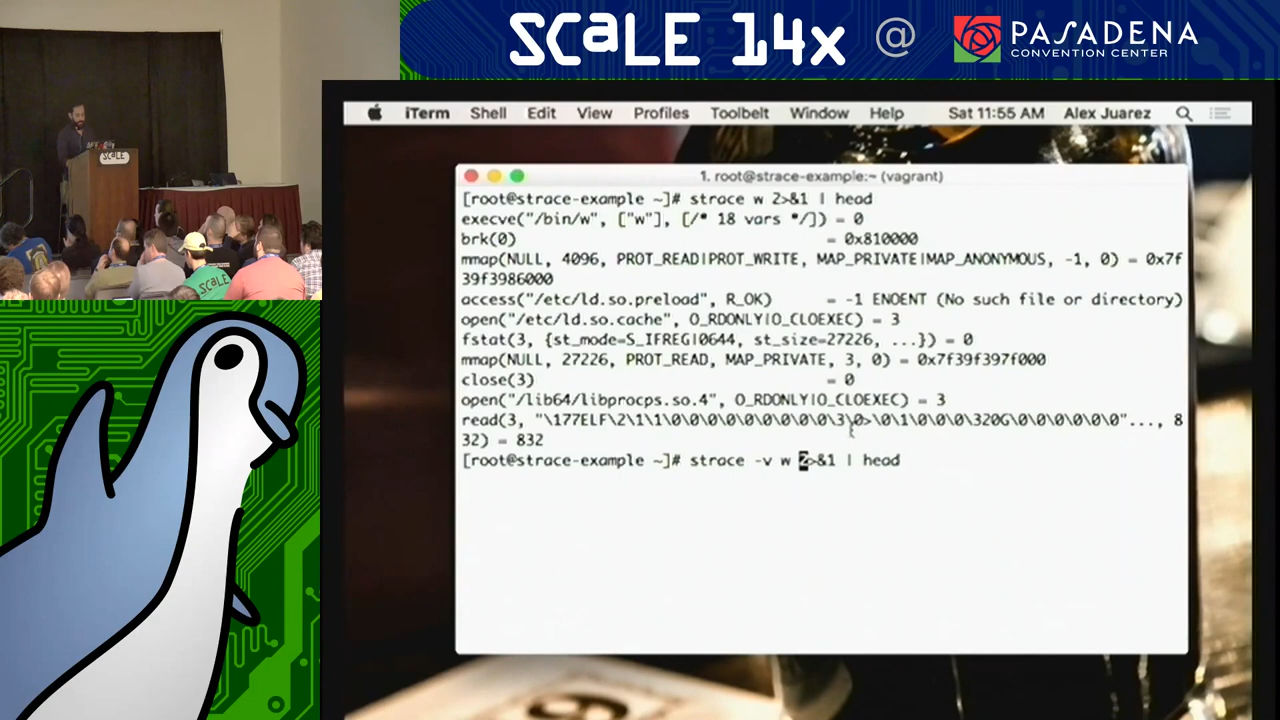 SCALE 14x @ PASADENA
CONVENTION CENTER
iTerm Shell Edit View Profiles Toolbelt Window Help Sat 11:55 AM Alex Juarez
1. root@strace-example:~ (vagrant)
[root@strace-example ~]# strace w 2>&1 | head
execve("/bin/w", ["w"], [/* 18 vars */]) = 0
brk(0) = 0x810000
mmap(NULL, 4096, PROT_READ|PROT_WRITE, MAP_PRIVATE|MAP_ANONYMOUS, -1, 0) = 0x7f
39f3986000
access("/etc/ld.so.preload", R_OK) = -1 ENOENT (No such file or directory)
open("/etc/ld.so.cache", O_RDONLY|O_CLOEXEC) = 3
fstat(3, {st_mode=S_IFREG|0644, st_size=27226, ...}) = 0
mmap(NULL, 27226, PROT_READ, MAP_PRIVATE, 3, 0) = 0x7f39f397f000
close(3) = 0
open("/lib64/libprocps.so.4", O_RDONLY|O_CLOEXEC) = 3
read(3, "\177ELF\2\1\1\0\0\0\0\0\0\0\0\0\3\0>\0\1\0\0\0\320G\0\0\0\0\0\0"..., 8
32) = 832
[root@strace-example ~]# strace -v w 2>&1 | head
SCALE
SCALE